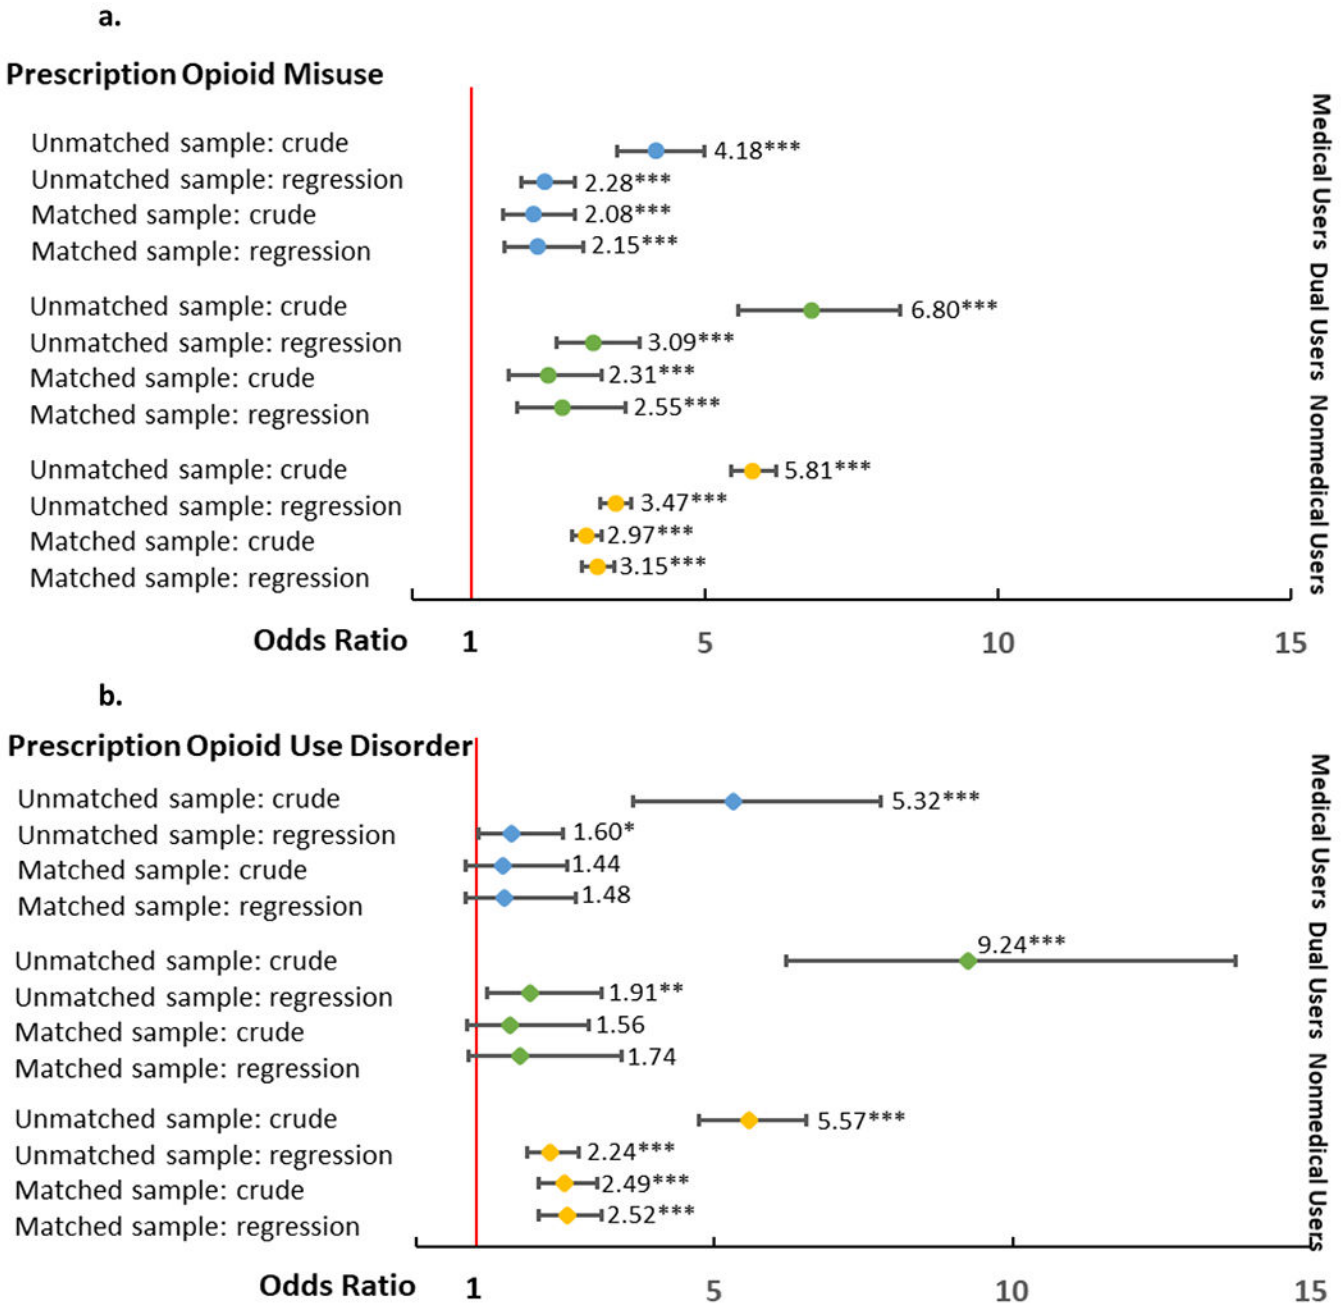 a.
Prescription Opioid Misuse
Unmatched sample: crude 4.18***
Unmatched sample: regression 2.28***
Matched sample: crude 2.08***
Matched sample: regression 2.15***
Medical Users
Unmatched sample: crude 6.80***
Unmatched sample: regression 3.09***
Matched sample: crude 2.31***
Matched sample: regression 2.55***
Dual Users
Unmatched sample: crude 5.81***
Unmatched sample: regression 3.47***
Matched sample: crude 2.97***
Matched sample: regression 3.15***
Nonmedical Users
Odds Ratio 1 5 10 15
b.
Prescription Opioid Use Disorder
Unmatched sample: crude 5.32***
Unmatched sample: regression 1.60*
Matched sample: crude 1.44
Matched sample: regression 1.48
Medical Users
Unmatched sample: crude 9.24***
Unmatched sample: regression 1.91**
Matched sample: crude 1.56
Matched sample: regression 1.74
Dual Users
Unmatched sample: crude 5.57***
Unmatched sample: regression 2.24***
Matched sample: crude 2.49***
Matched sample: regression 2.52***
Nonmedical Users
Odds Ratio 1 5 10 15